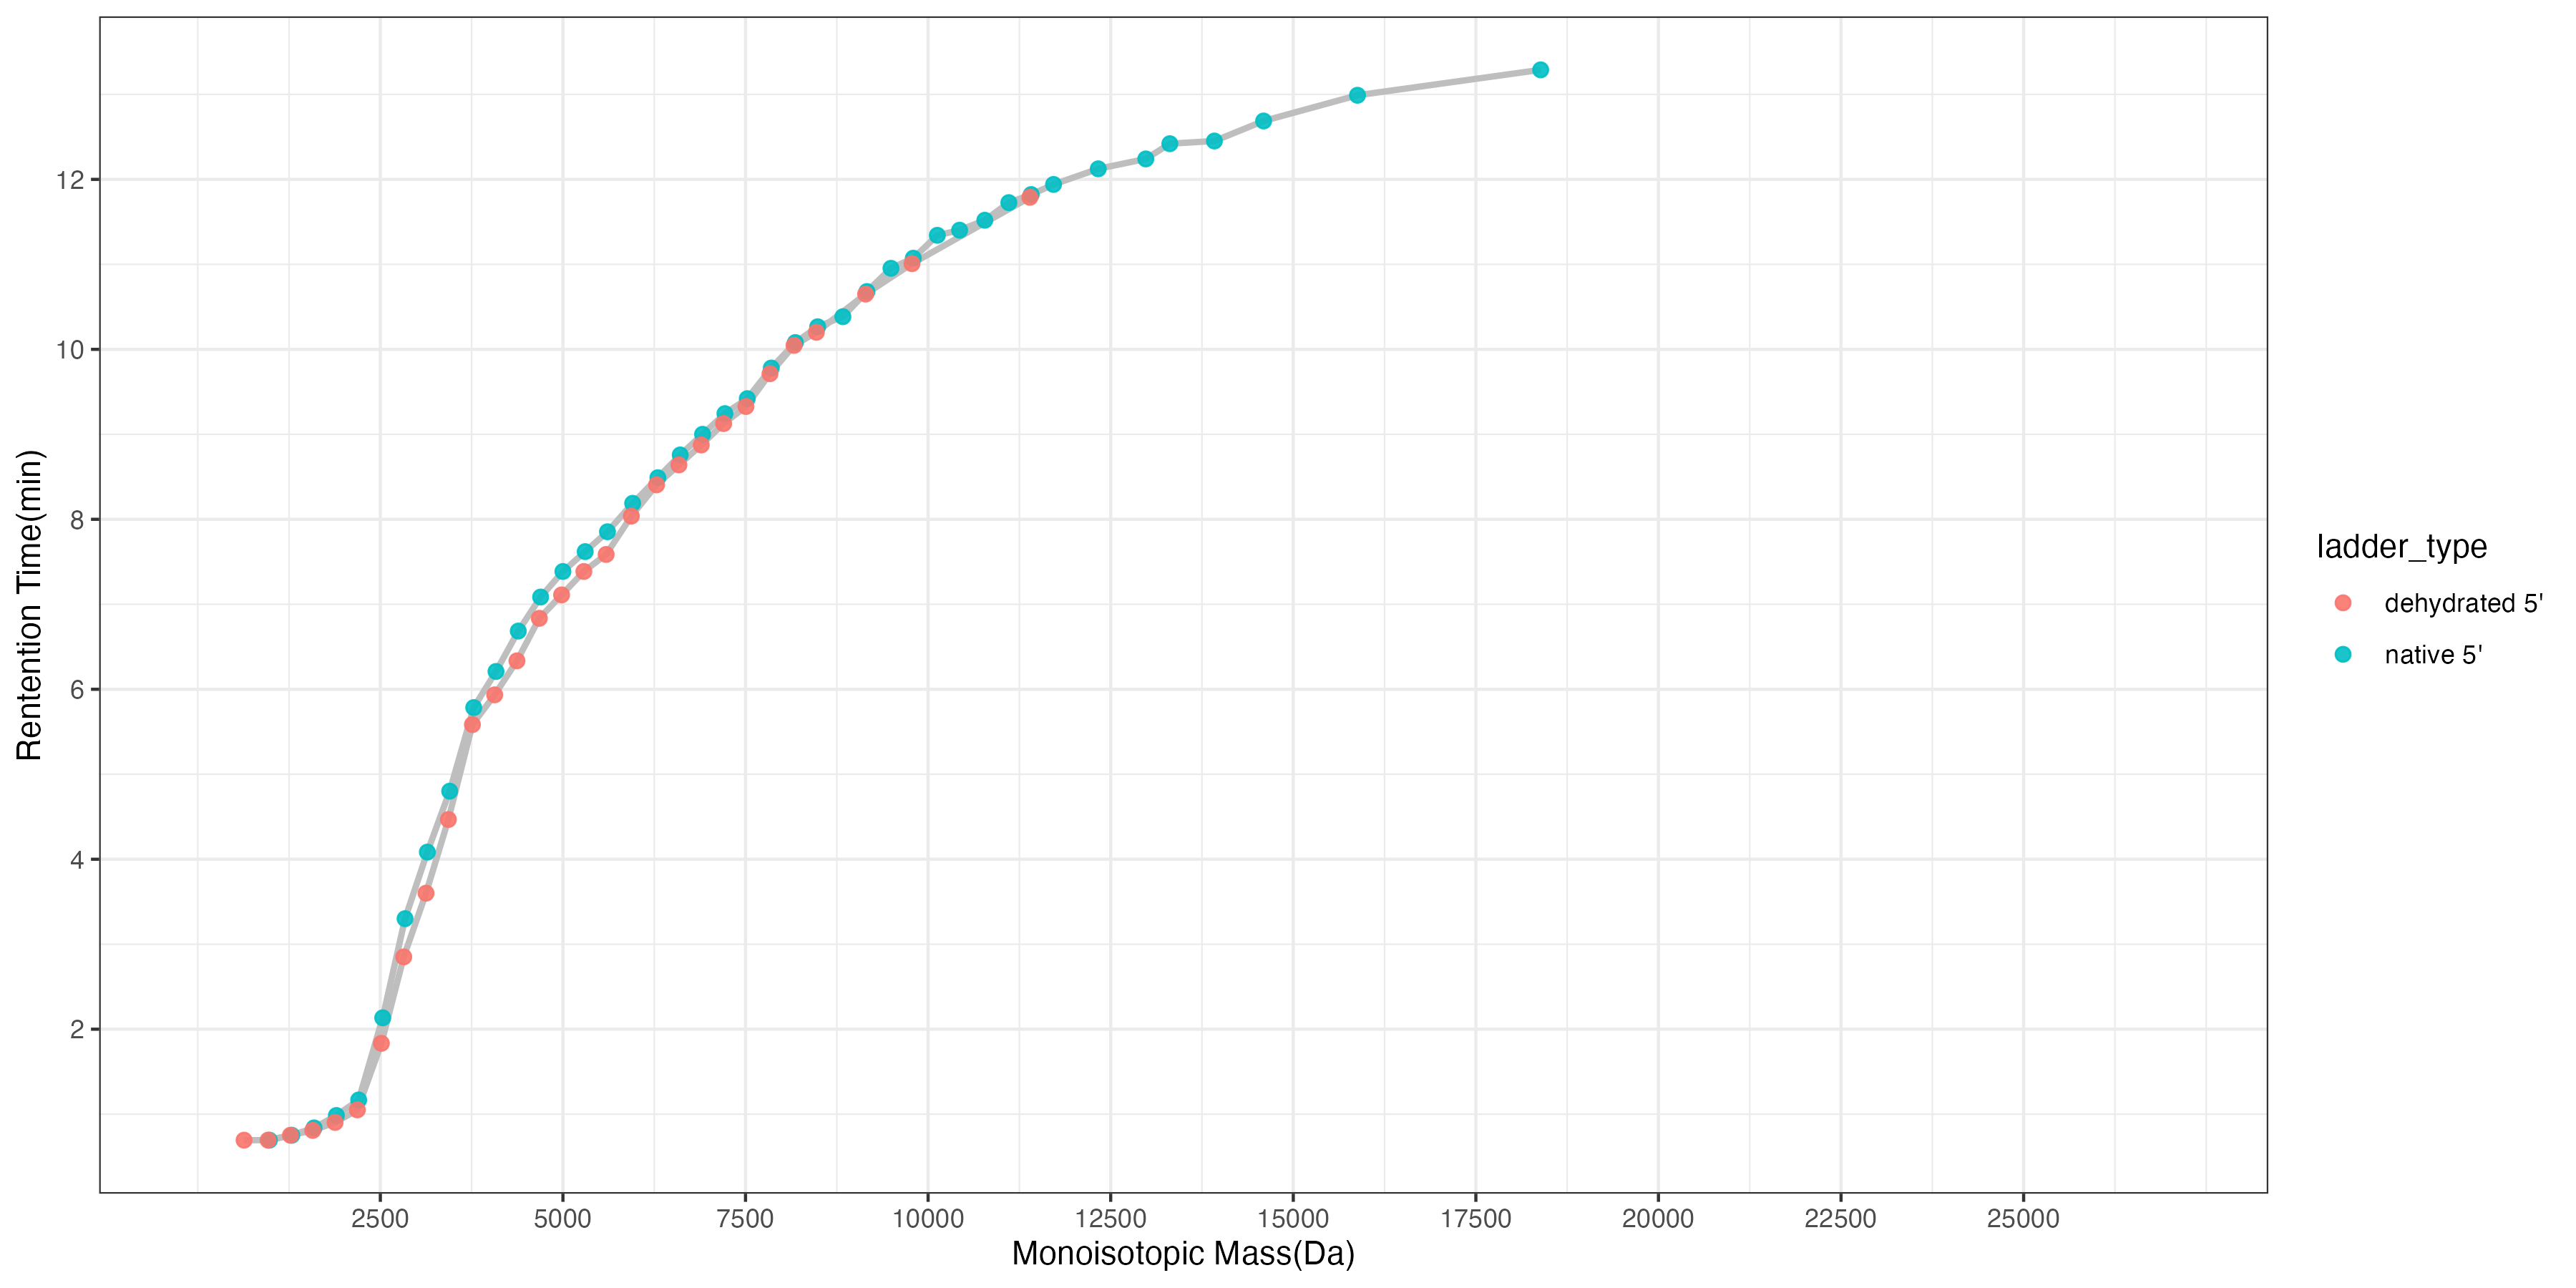 Rentention Time(min)
12
10
8
6
4
2
2500 5000 7500 10000 12500 15000 17500 20000 22500 25000
Monoisotopic Mass(Da)
ladder_type
dehydrated 5'
native 5'